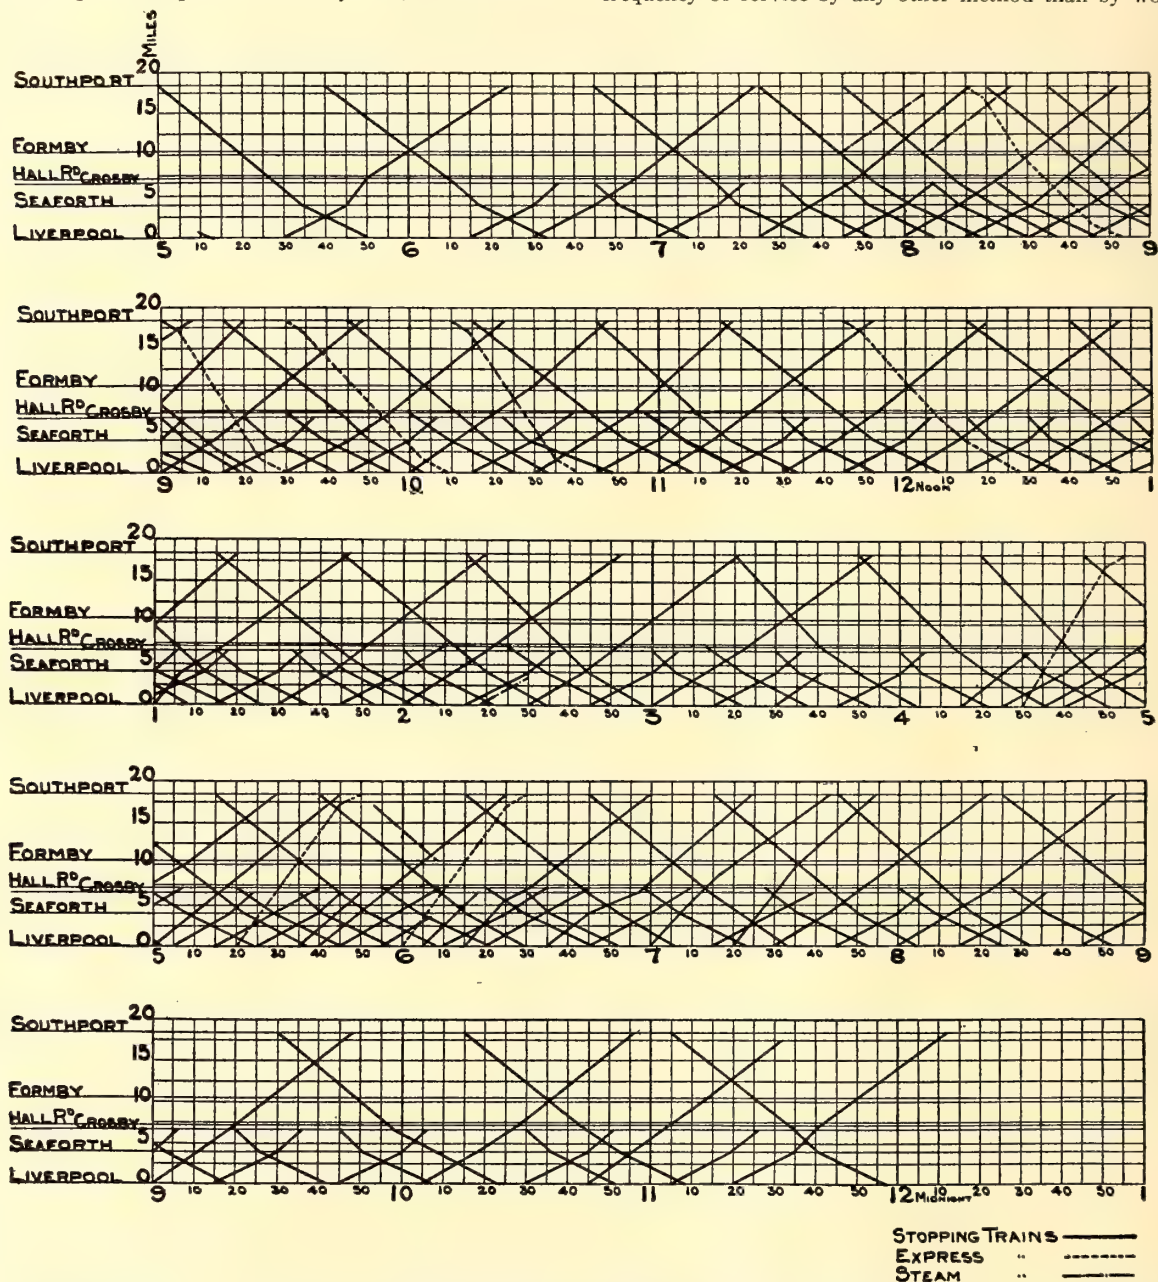 frequency of service by any other method than by wo
MILES
SOUTHPORT 20
15
FORMBY 10
HALL RD CROSBY
SEAFORTH 5
LIVERPOOL 0
5 10 20 30 40 50 6 10 20 30 40 50 7 10 20 30 40 50 8 10 20 30 40 50 9
SOUTHPORT 20
15
FORMBY 10
HALL RD CROSBY
SEAFORTH 5
LIVERPOOL 0
9 10 20 30 40 50 10 10 20 30 40 50 11 10 20 30 40 50 12 NOON 20 30 40 50 1
SOUTHPORT 20
15
FORMBY 10
HALL RD CROSBY
SEAFORTH 5
LIVERPOOL 0
1 10 20 30 40 50 2 10 20 30 40 50 3 10 20 30 40 50 4 10 20 30 40 50 5
SOUTHPORT 20
15
FORMBY 10
HALL RD CROSBY
SEAFORTH 5
LIVERPOOL 0
5 10 20 30 40 50 6 10 20 30 40 50 7 10 20 30 40 50 8 10 20 30 40 50 9
SOUTHPORT 20
15
FORMBY 10
HALL RD CROSBY
SEAFORTH 5
LIVERPOOL 0
9 10 20 30 40 50 10 10 20 30 40 50 11 10 20 30 40 50 12 MIDNIGHT 10 20 30 40 50 1
STOPPING TRAINS
EXPRESS "
STEAM "